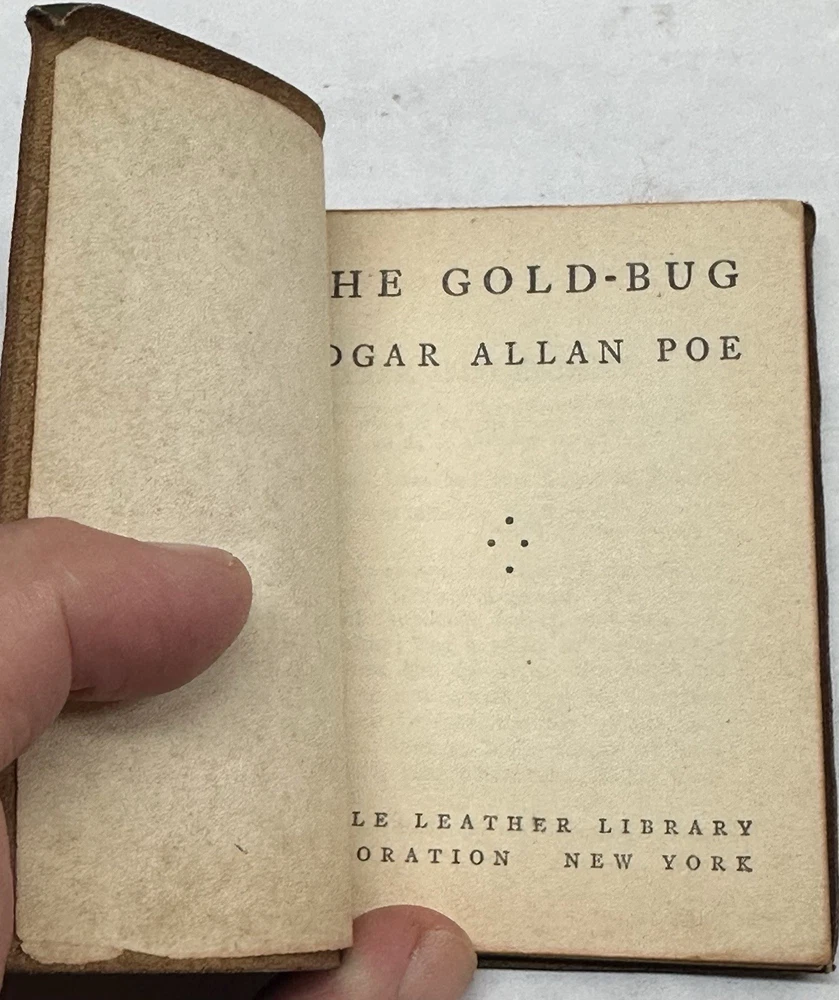 HE GOLD-BUG
DGAR ALLAN POE
LE LEATHER LIBRARY
ORATION NEW YORK